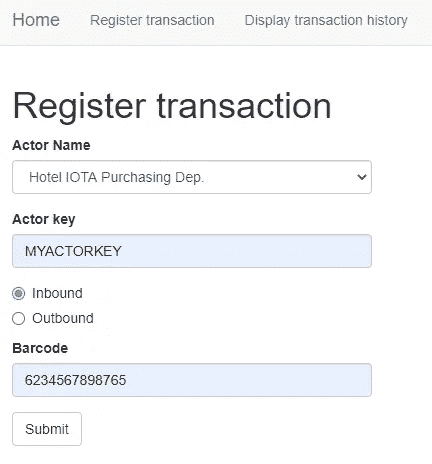 Home Register transaction Display transaction history
Register transaction
Actor Name
Hotel IOTA Purchasing Dep.
Actor key
MYACTORKEY
Inbound
Outbound
Barcode
6234567898765
Submit